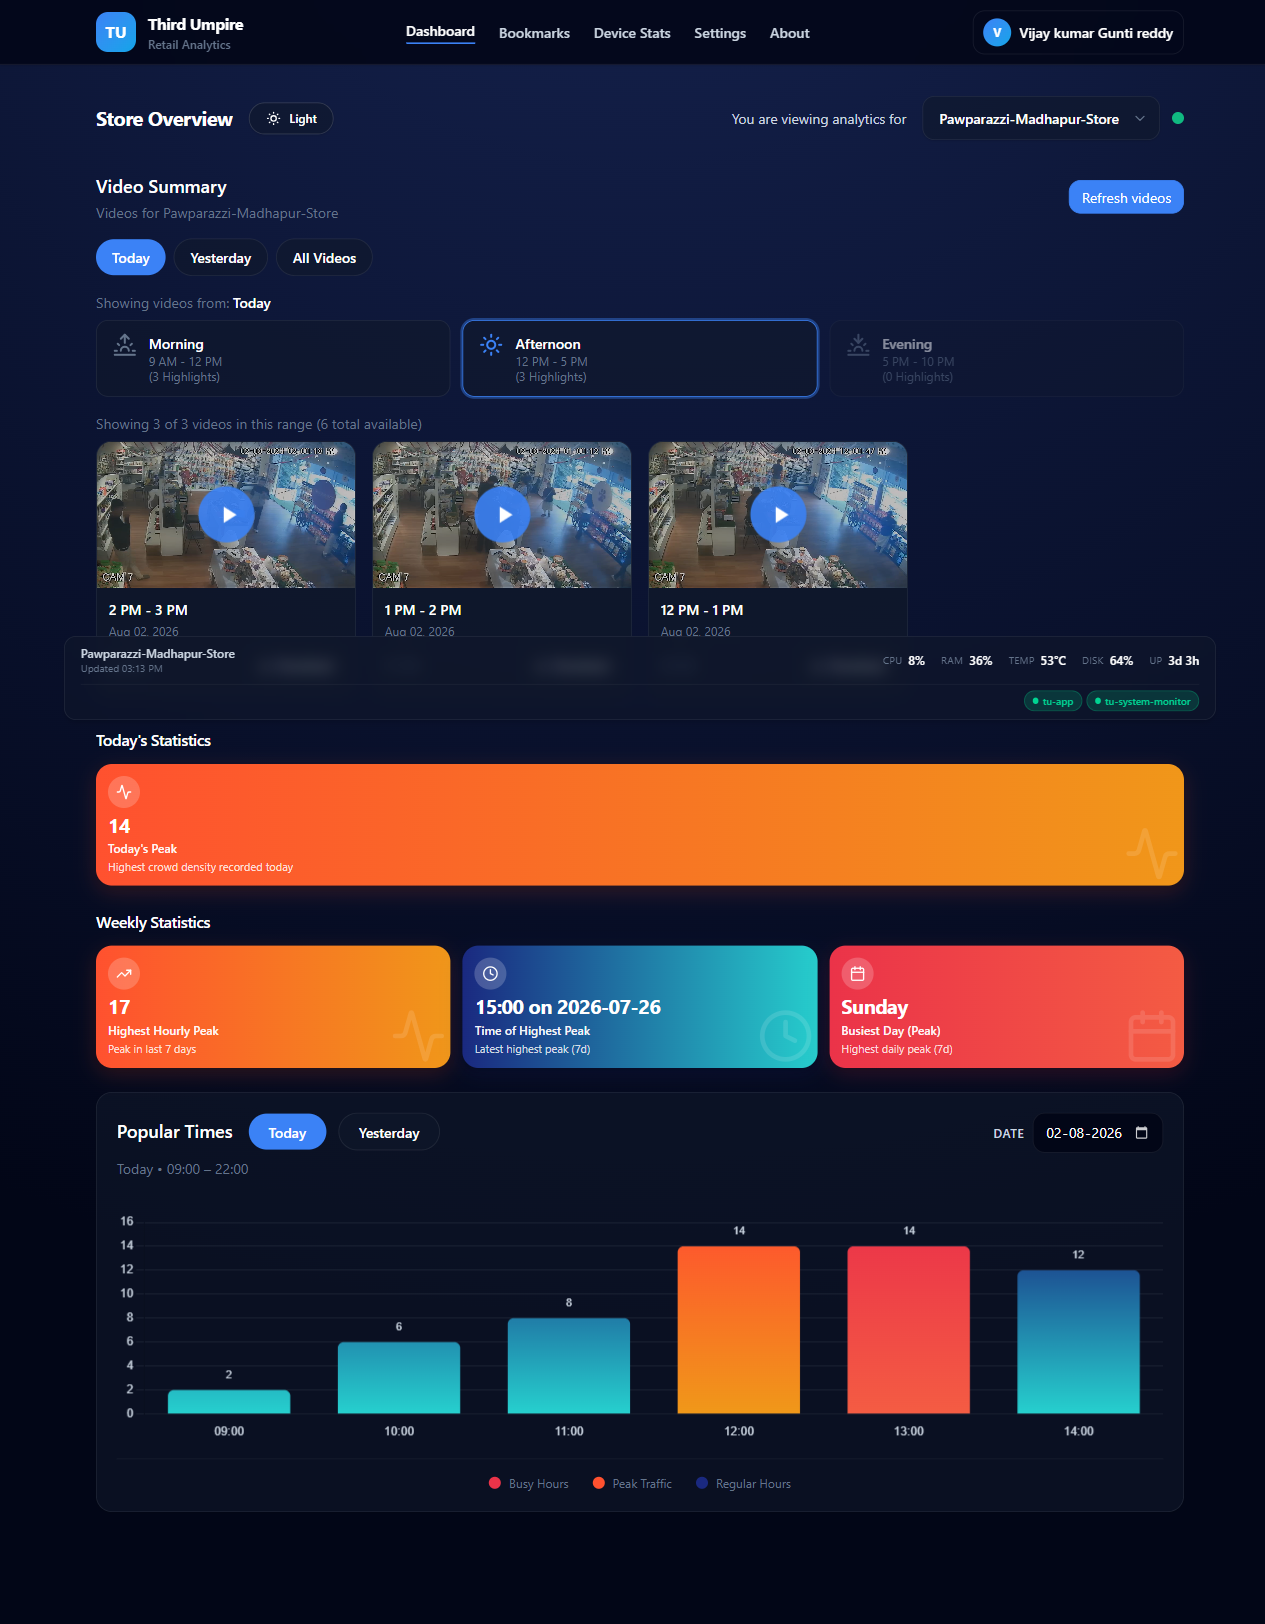 TU
Third Umpire
Retail Analytics
Dashboard
Bookmarks
Device Stats
Settings
About
V
Vijay kumar Gunti reddy
Store Overview
Light
You are viewing analytics for
Pawparazzi-Madhapur-Store
Video Summary
Videos for Pawparazzi-Madhapur-Store
Refresh videos
Today
Yesterday
All Videos
Showing videos from: Today
Morning
9 AM - 12 PM
(3 Highlights)
Afternoon
12 PM - 5 PM
(3 Highlights)
Evening
5 PM - 10 PM
(0 Highlights)
Showing 3 of 3 videos in this range (6 total available)
CAM 7
CAM 7
CAM 7
2 PM - 3 PM
Aug 02, 2026
1 PM - 2 PM
Aug 02, 2026
12 PM - 1 PM
Aug 02, 2026
Pawparazzi-Madhapur-Store
Updated 03:13 PM
CPU 8%
RAM 36%
TEMP 53°C
DISK 64%
UP 3d 3h
tu-app
tu-system-monitor
Today's Statistics
14
Today's Peak
Highest crowd density recorded today
Weekly Statistics
17
Highest Hourly Peak
Peak in last 7 days
15:00 on 2026-07-26
Time of Highest Peak
Latest highest peak (7d)
Sunday
Busiest Day (Peak)
Highest daily peak (7d)
Popular Times
Today
Yesterday
DATE
02-08-2026
Today • 09:00 – 22:00
16
14
12
10
8
6
4
2
0
2
6
8
14
14
12
09:00
10:00
11:00
12:00
13:00
14:00
Busy Hours
Peak Traffic
Regular Hours